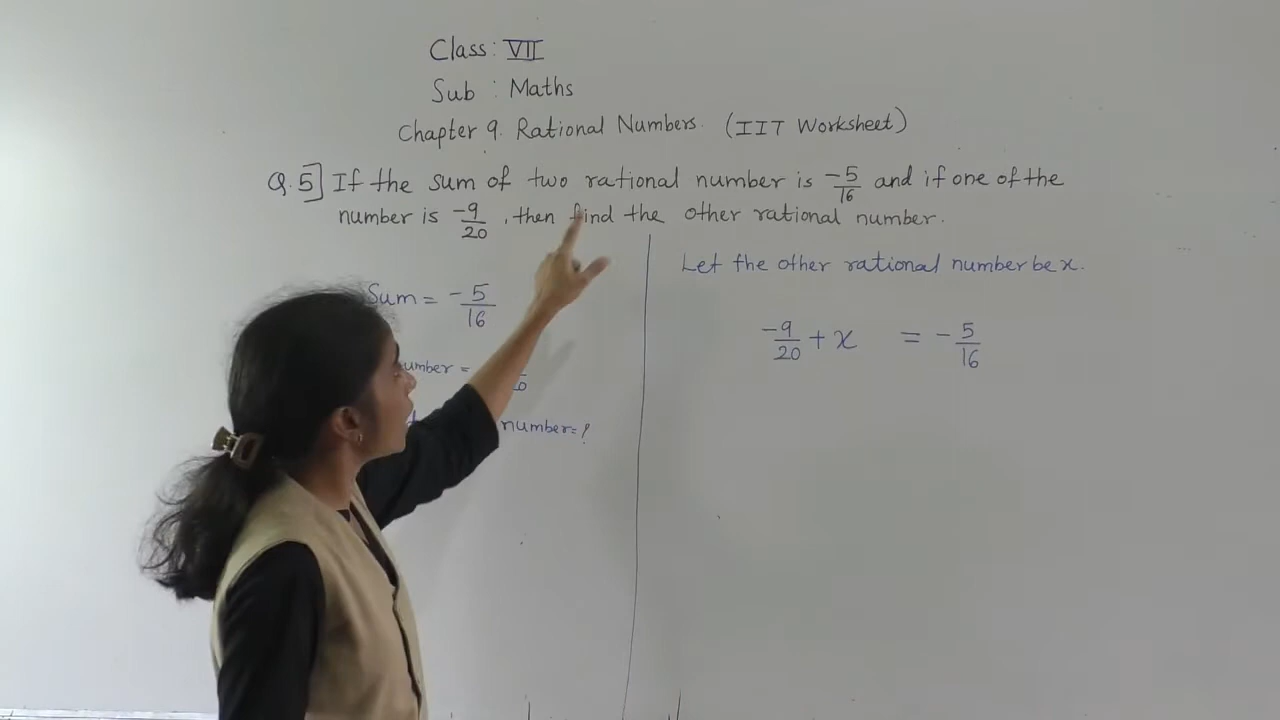 Class: VII
Sub : Maths
Chapter 9. Rational Numbers. (IIT Worksheet)
Q.5] If the sum of two rational number is -5/16 and if one of the
number is -9/20, then find the other rational number.
Sum = -5/16
number =
number=?
Let the other rational number be x.
-9/20 + x = -5/16